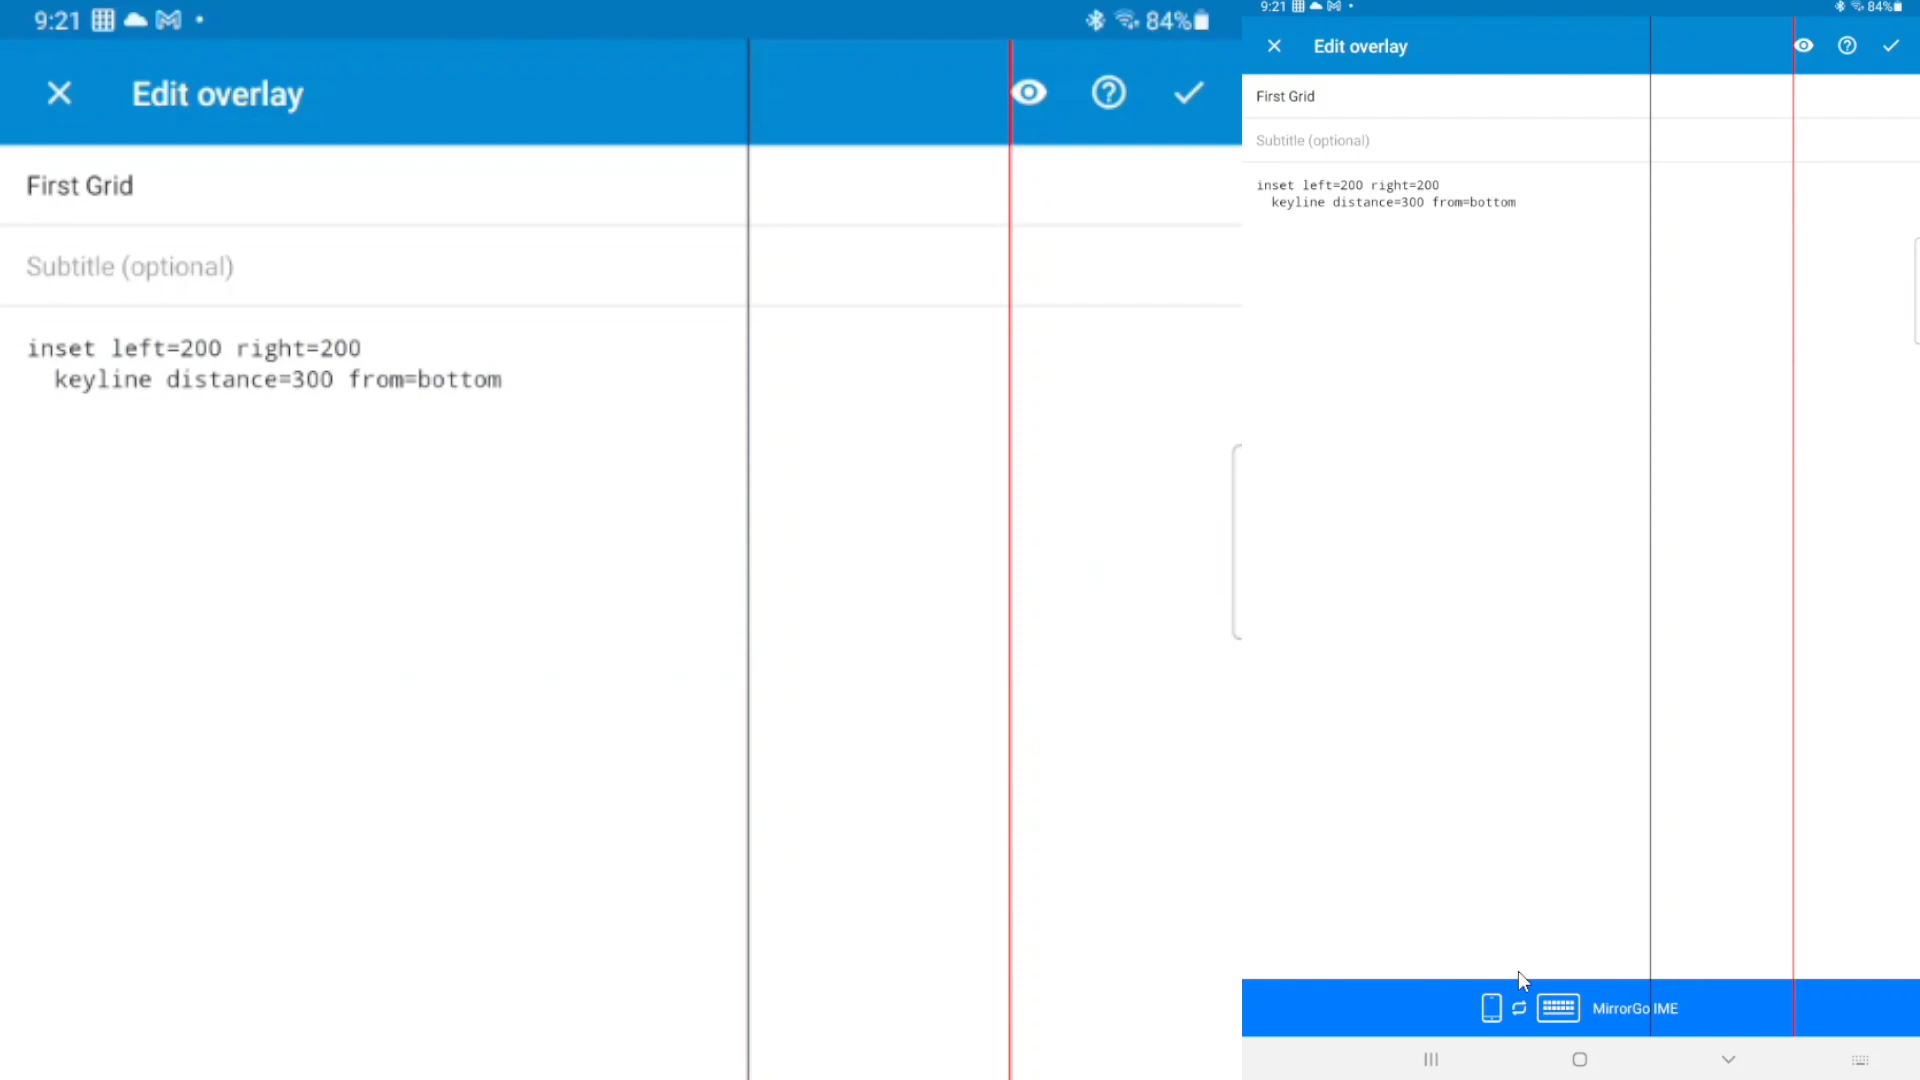 9:21 84%
Edit overlay
First Grid
Subtitle (optional)
inset left=200 right=200
  keyline distance=300 from=bottom
9:21 84%
Edit overlay
First Grid
Subtitle (optional)
inset left=200 right=200
  keyline distance=300 from=bottom
MirrorGo IME